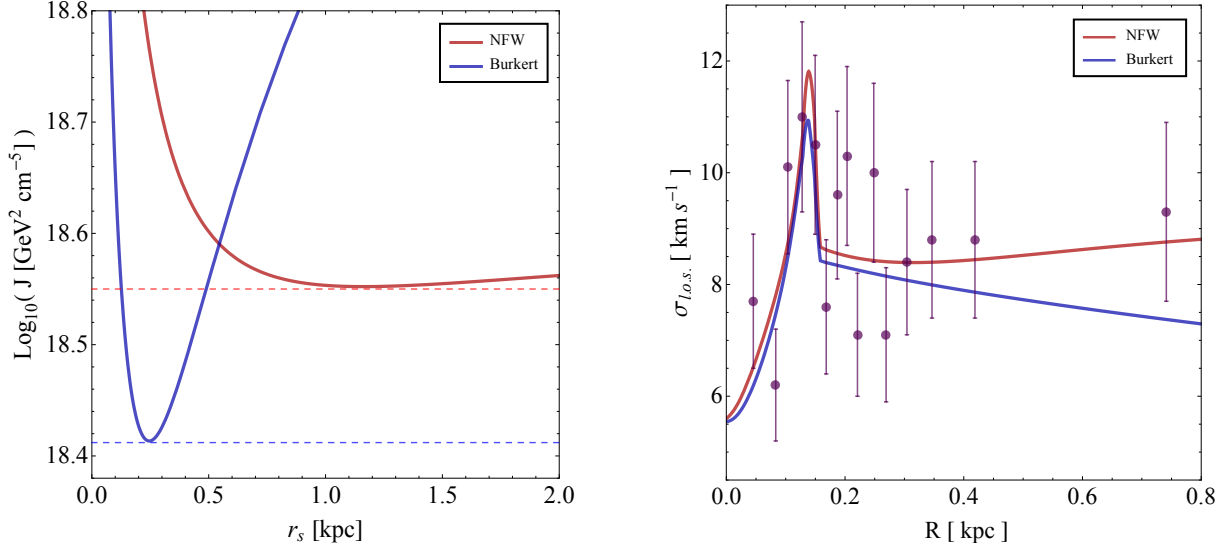 18.8
18.7
18.6
18.5
18.4
0.0 0.5 1.0 1.5 2.0
r_s [kpc]
Log₁₀( J [GeV² cm⁻⁵] )
NFW
Burkert
12
10
8
6
0.0 0.2 0.4 0.6 0.8
R [ kpc ]
σ_{l.o.s.} [ km s⁻¹ ]
NFW
Burkert